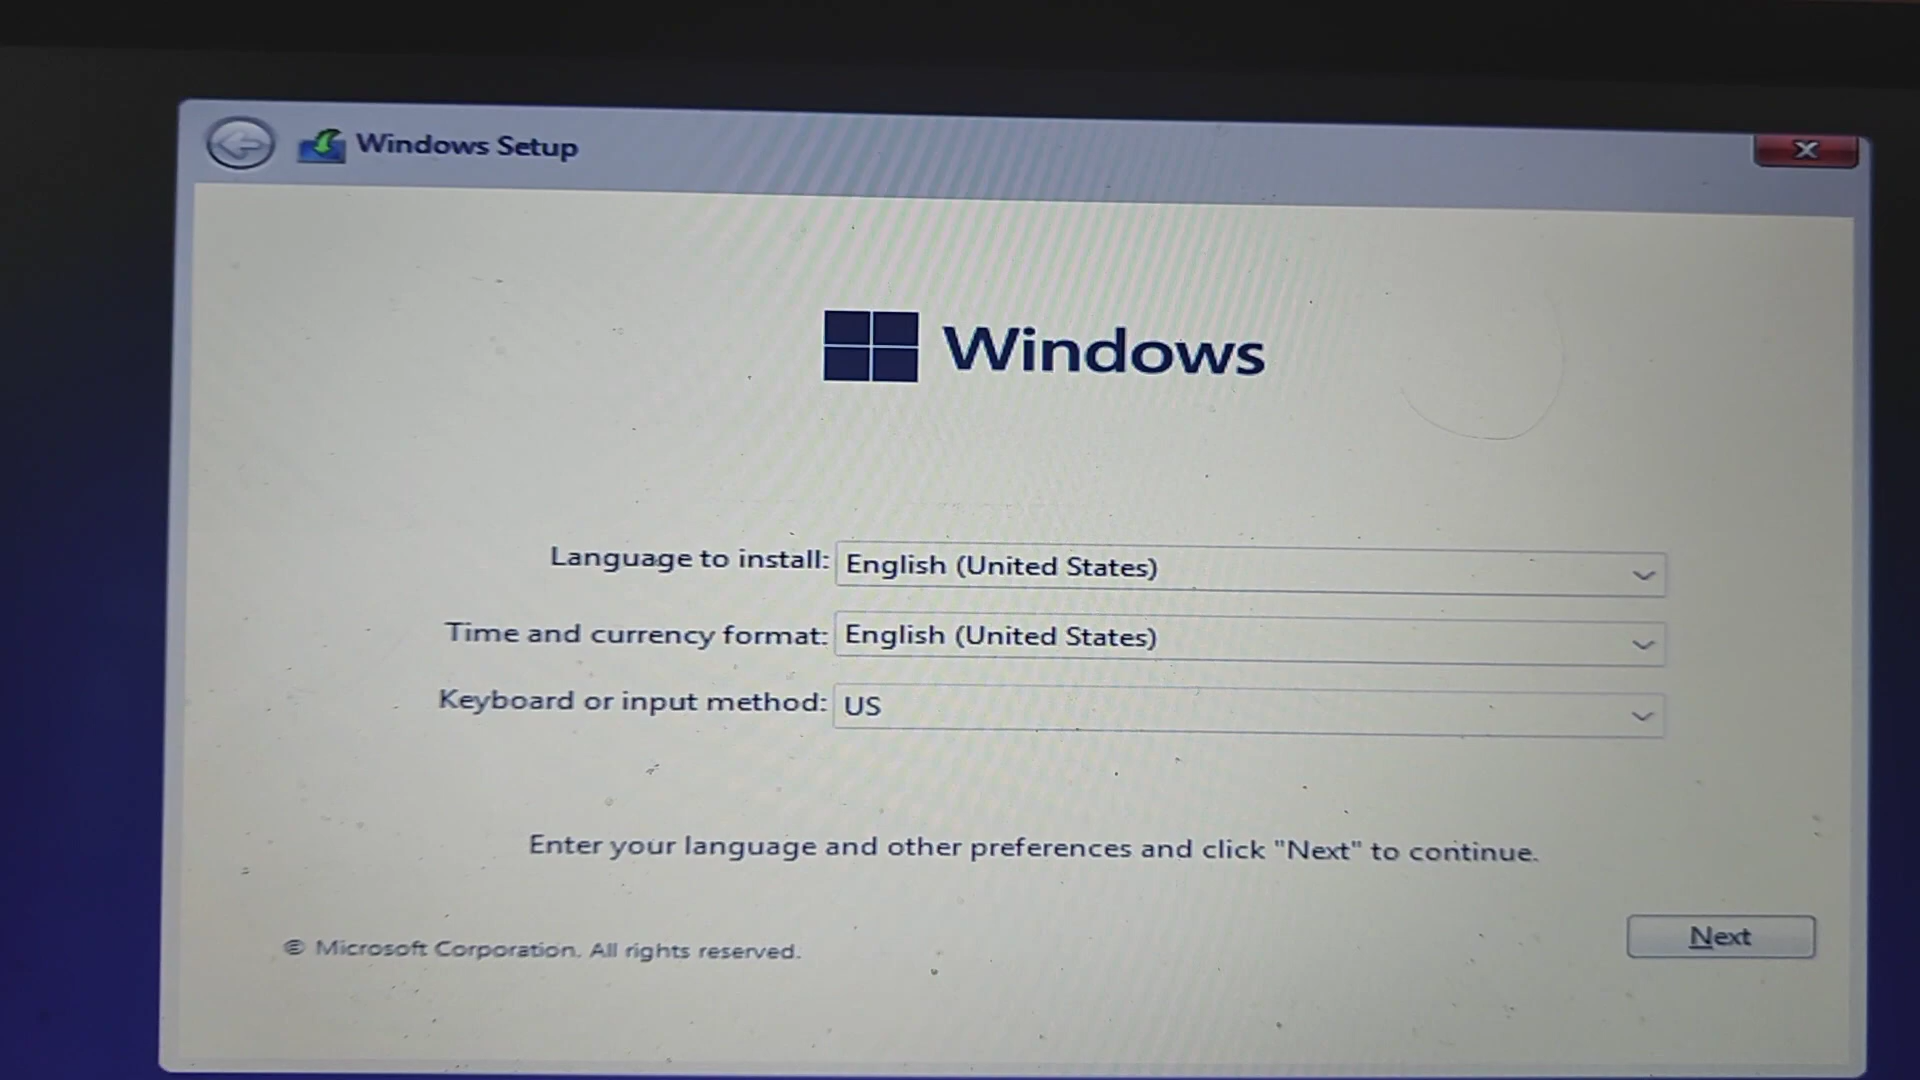 Windows Setup
Windows
Language to install: English (United States)
Time and currency format: English (United States)
Keyboard or input method: US
Enter your language and other preferences and click "Next" to continue.
© Microsoft Corporation. All rights reserved.
Next